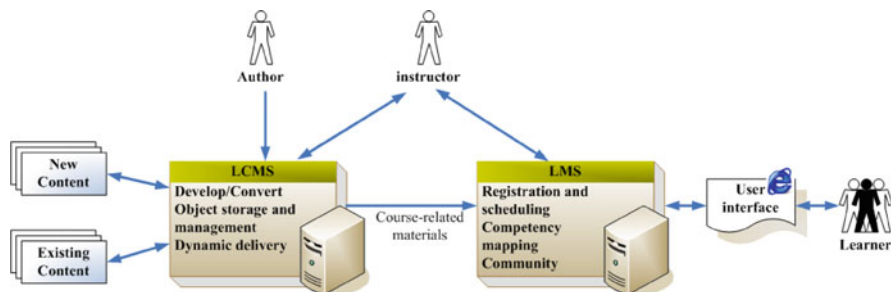 Author
instructor
New
Content
Existing
Content
LCMS
Develop/Convert
Object storage and
management
Dynamic delivery
Course-related
materials
LMS
Registration and
scheduling
Competency
mapping
Community
User
interface
Learner